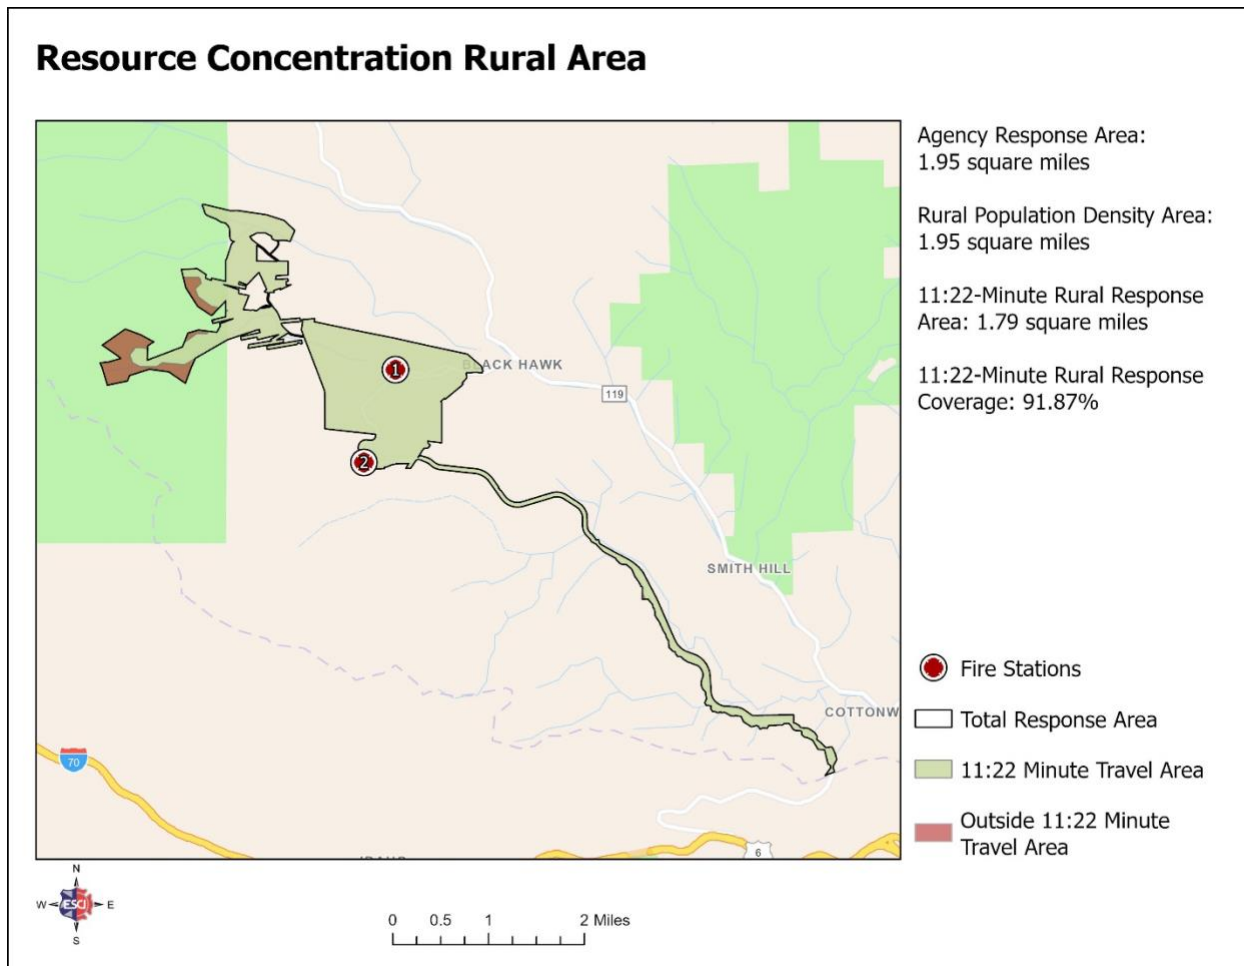 Resource Concentration Rural Area
Agency Response Area:
1.95 square miles
Rural Population Density Area:
1.95 square miles
11:22-Minute Rural Response
Area: 1.79 square miles
11:22-Minute Rural Response
Coverage: 91.87%
1
BLACK HAWK
119
2
SMITH HILL
COTTONW
70
6
Fire Stations
Total Response Area
11:22 Minute Travel Area
Outside 11:22 Minute
Travel Area
N
W ESCI E
S
0 0.5 1 2 Miles